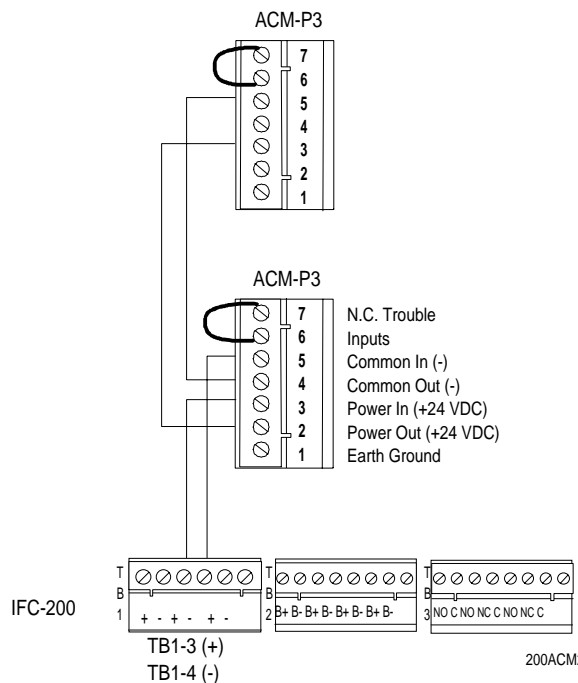 ACM-P3
7
6
5
4
3
2
1
ACM-P3
7 N.C. Trouble
6 Inputs
5 Common In (-)
4 Common Out (-)
3 Power In (+24 VDC)
2 Power Out (+24 VDC)
1 Earth Ground
IFC-200
T B 1 + - + - + -
T B 2 B+ B- B+ B- B+ B- B+ B-
T B 3 NO C NO NC C NO NC C
TB1-3 (+)
TB1-4 (-)